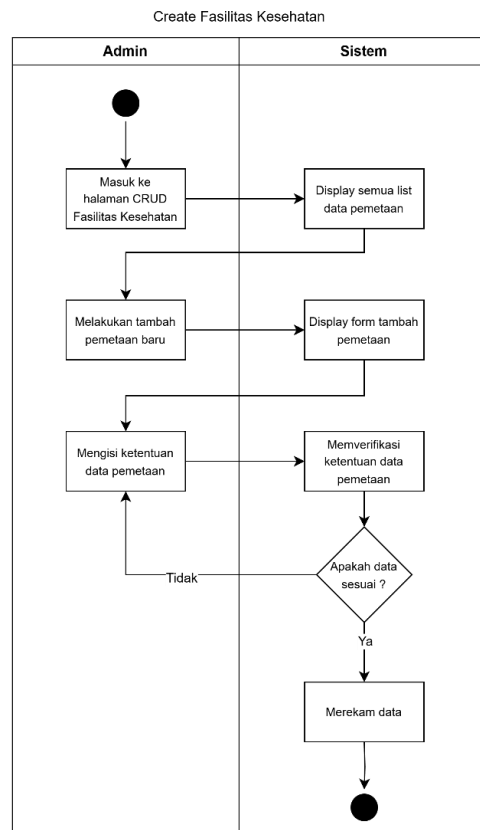 Create Fasilitas Kesehatan
Admin
Sistem
Masuk ke
halaman CRUD
Fasilitas Kesehatan
Display semua list
data pemetaan
Melakukan tambah
pemetaan baru
Display form tambah
pemetaan
Mengisi ketentuan
data pemetaan
Memverifikasi
ketentuan data
pemetaan
Apakah data
sesuai ?
Tidak
Ya
Merekam data